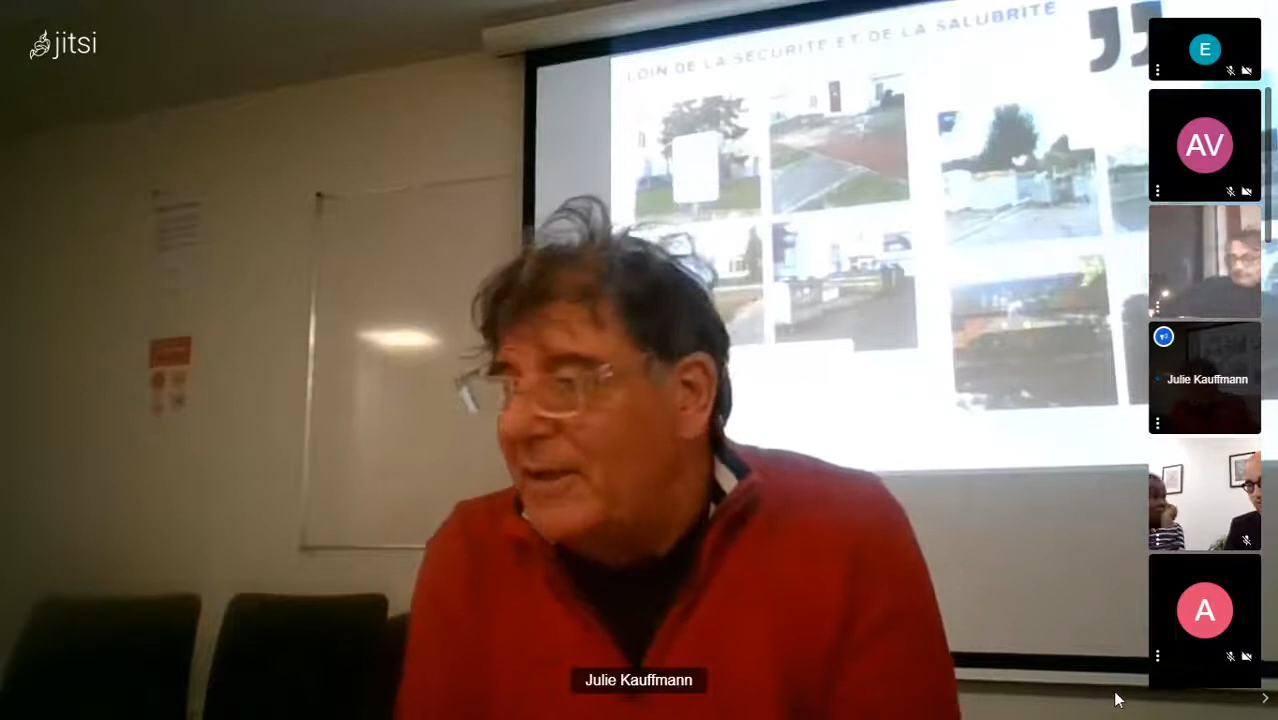 jitsi
LOIN DE LA SECURITE ET DE LA SALUBRITE
”
E
AV
Julie Kauffmann
A
Julie Kauffmann